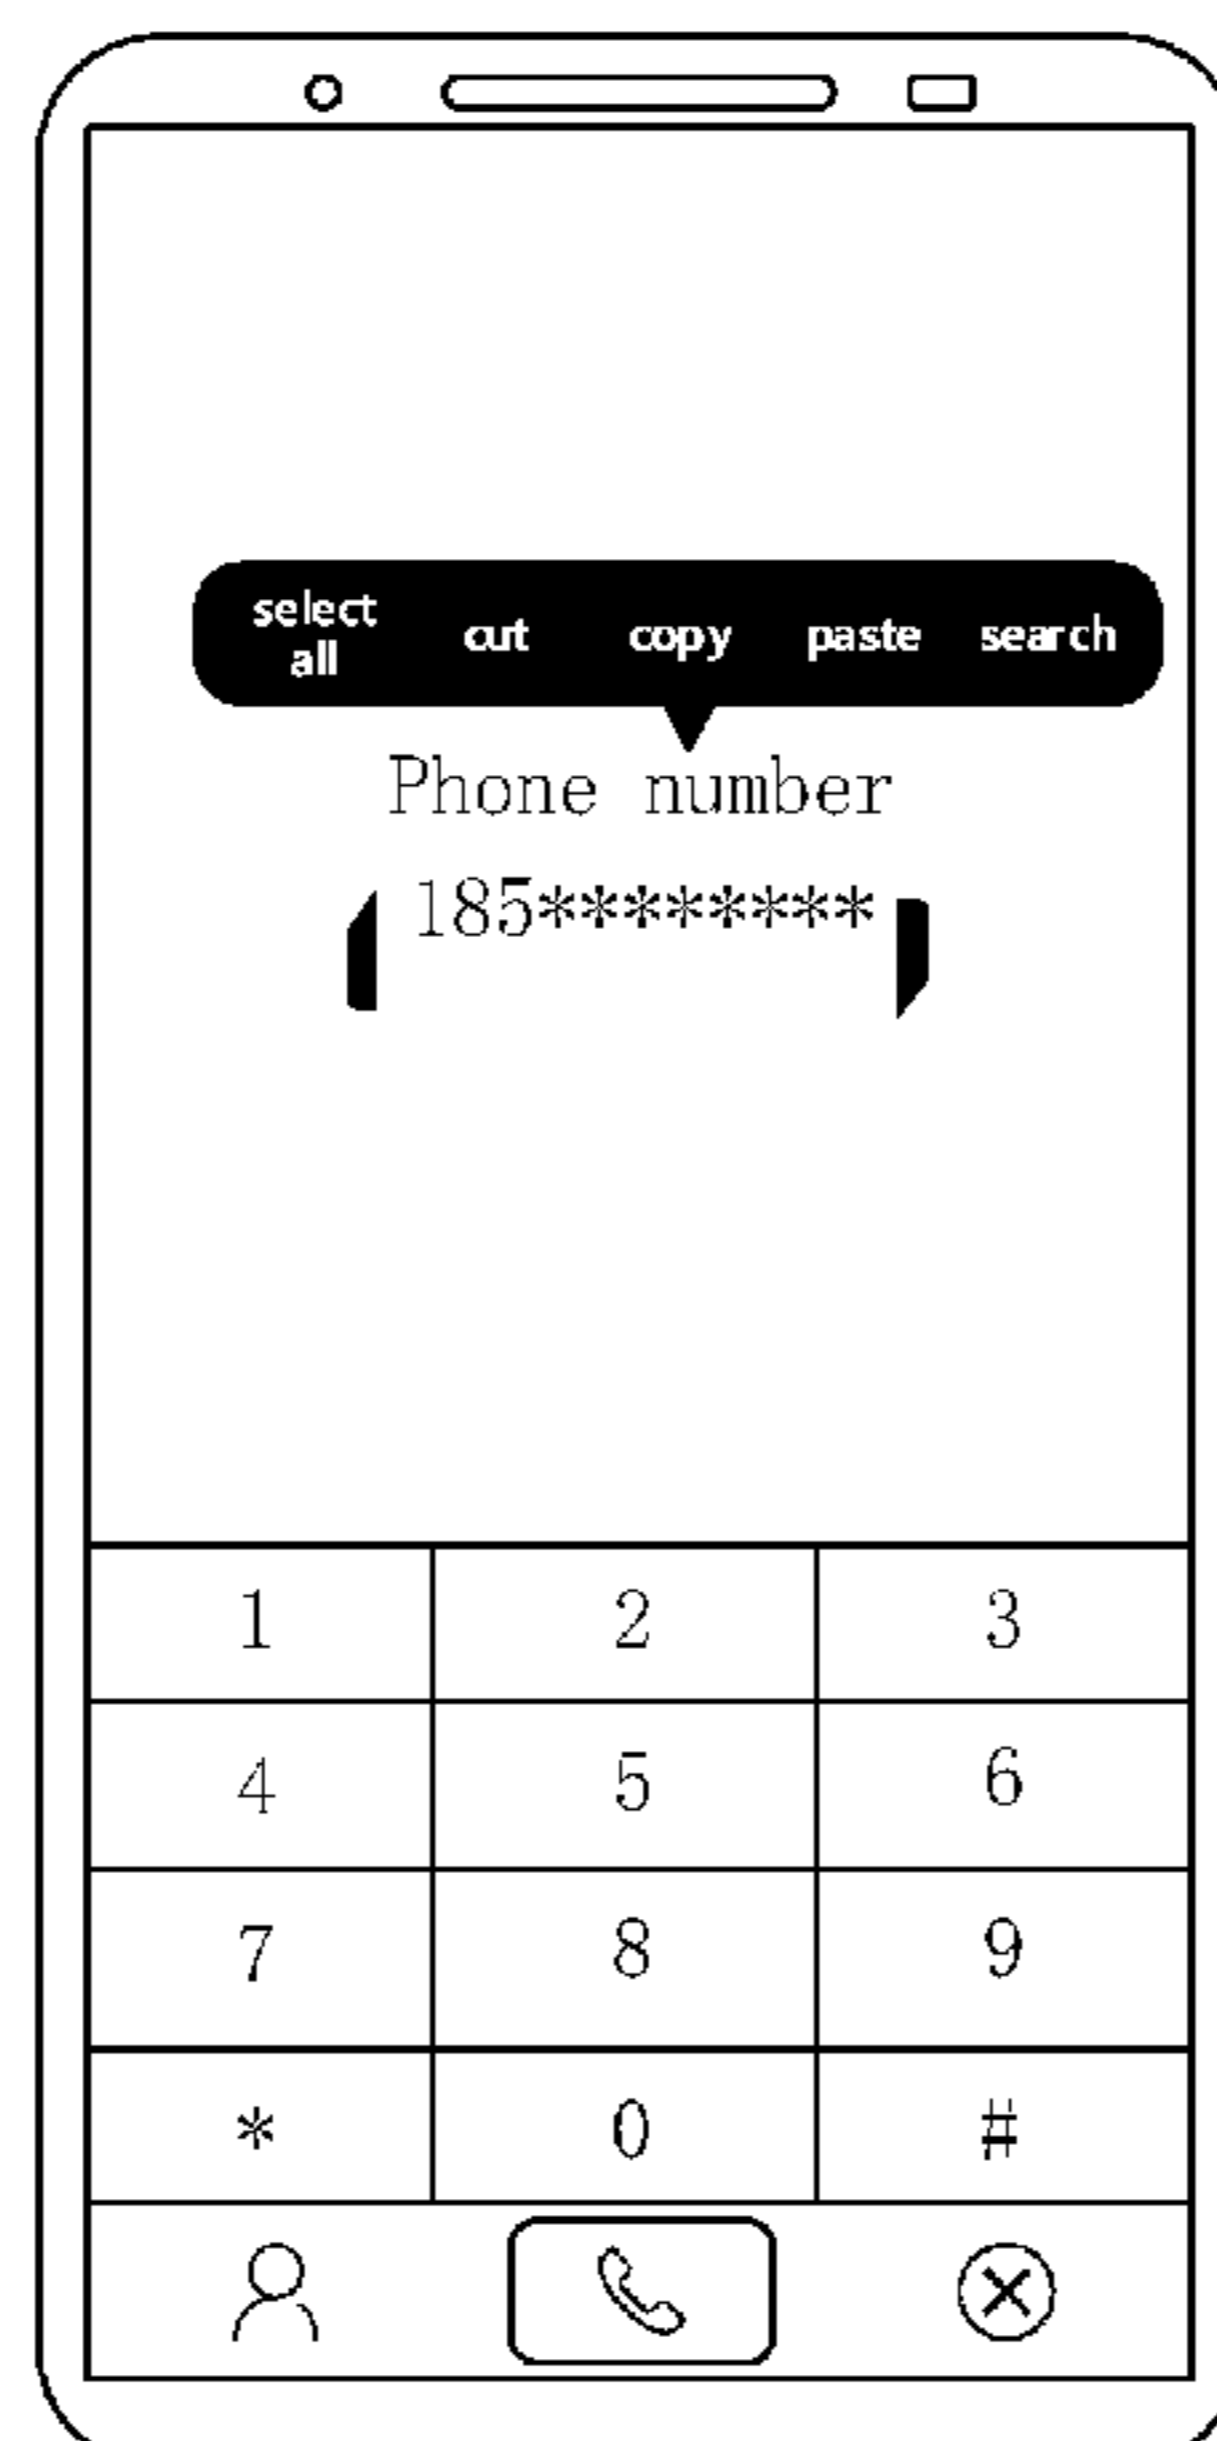 select all cut copy paste search
Phone number
185********
1 2 3
4 5 6
7 8 9
* 0 #